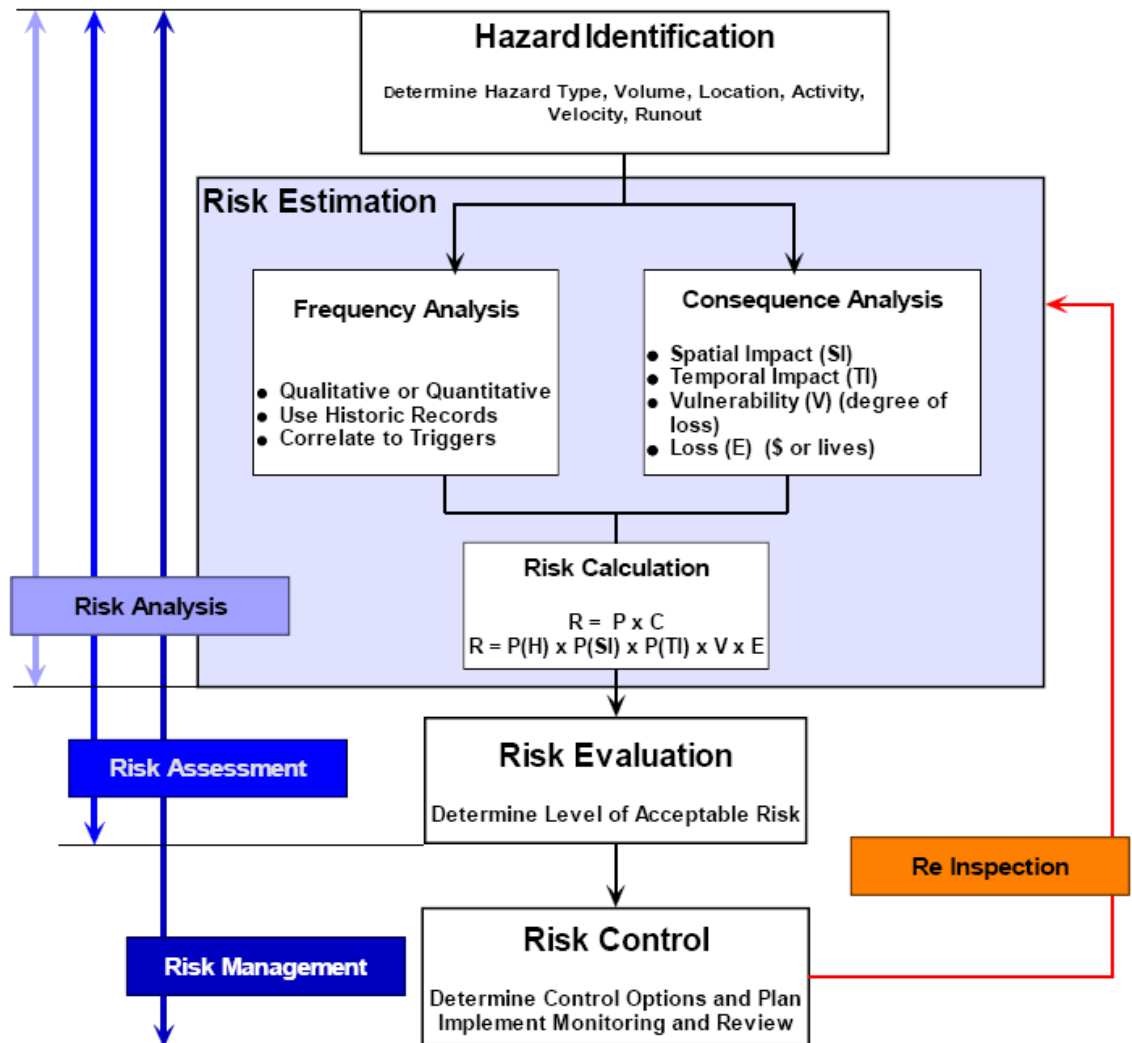 Hazard Identification
Determine Hazard Type, Volume, Location, Activity,
Velocity, Runout
Risk Estimation
Frequency Analysis
● Qualitative or Quantitative
● Use Historic Records
● Correlate to Triggers
Consequence Analysis
● Spatial Impact (SI)
● Temporal Impact (TI)
● Vulnerability (V) (degree of
loss)
● Loss (E) ($ or lives)
Risk Calculation
R = P x C
R = P(H) x P(SI) x P(TI) x V x E
Risk Analysis
Risk Evaluation
Determine Level of Acceptable Risk
Risk Assessment
Re Inspection
Risk Control
Determine Control Options and Plan
Implement Monitoring and Review
Risk Management